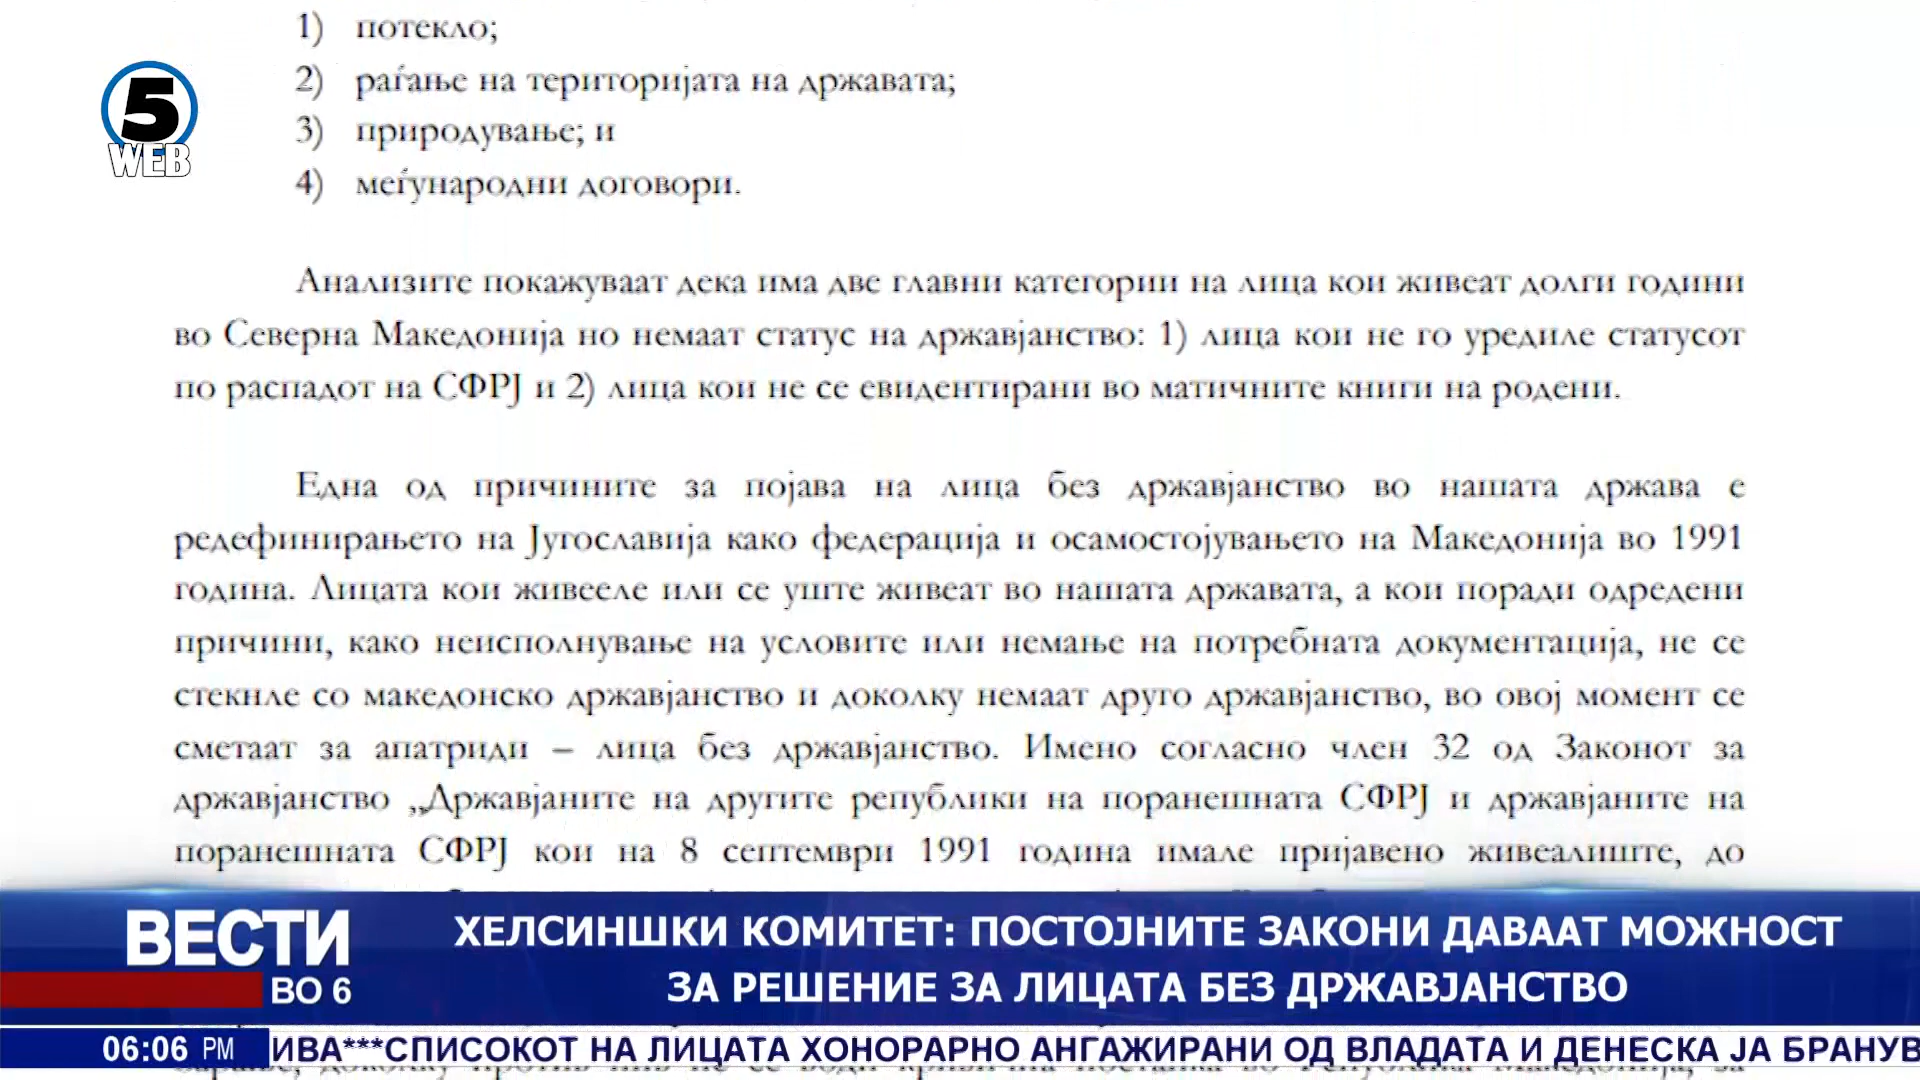 1) потекло;
2) раѓање на територијата на државата;
3) природување; и
4) меѓународни договори.
5
WEB
Анализите покажуваат дека има две главни категории на лица кои живеат долги години
во Северна Македонија но немаат статус на државјанство: 1) лица кои не го уредиле статусот
по распадот на СФРЈ и 2) лица кои не се евидентирани во матичните книги на родени.
Една од причините за појава на лица без државјанство во нашата држава е
редефинирањето на Југославија како федерација и осамостојувањето на Македонија во 1991
година. Лицата кои живееле или се уште живеат во нашата државата, а кои поради одредени
причини, како неисполнување на условите или немање на потребната документација, не се
стекнле со македонско државјанство и доколку немаат друго државјанство, во овој момент се
сметаат за апатриди – лица без државјанство. Имено согласно член 32 од Законот за
државјанство „Државјаните на другите републики на поранешната СФРЈ и државјаните на
поранешната СФРЈ кои на 8 септември 1991 година имале пријавено живеалиште, до
ВЕСТИ
ВО 6
ХЕЛСИНШКИ КОМИТЕТ: ПОСТОЈНИТЕ ЗАКОНИ ДАВААТ МОЖНОСТ
ЗА РЕШЕНИЕ ЗА ЛИЦАТА БЕЗ ДРЖАВЈАНСТВО
06:06 PM
ИВА***СПИСОКОТ НА ЛИЦАТА ХОНОРАРНО АНГАЖИРАНИ ОД ВЛАДАТА И ДЕНЕСКА ЈА БРАНУВ